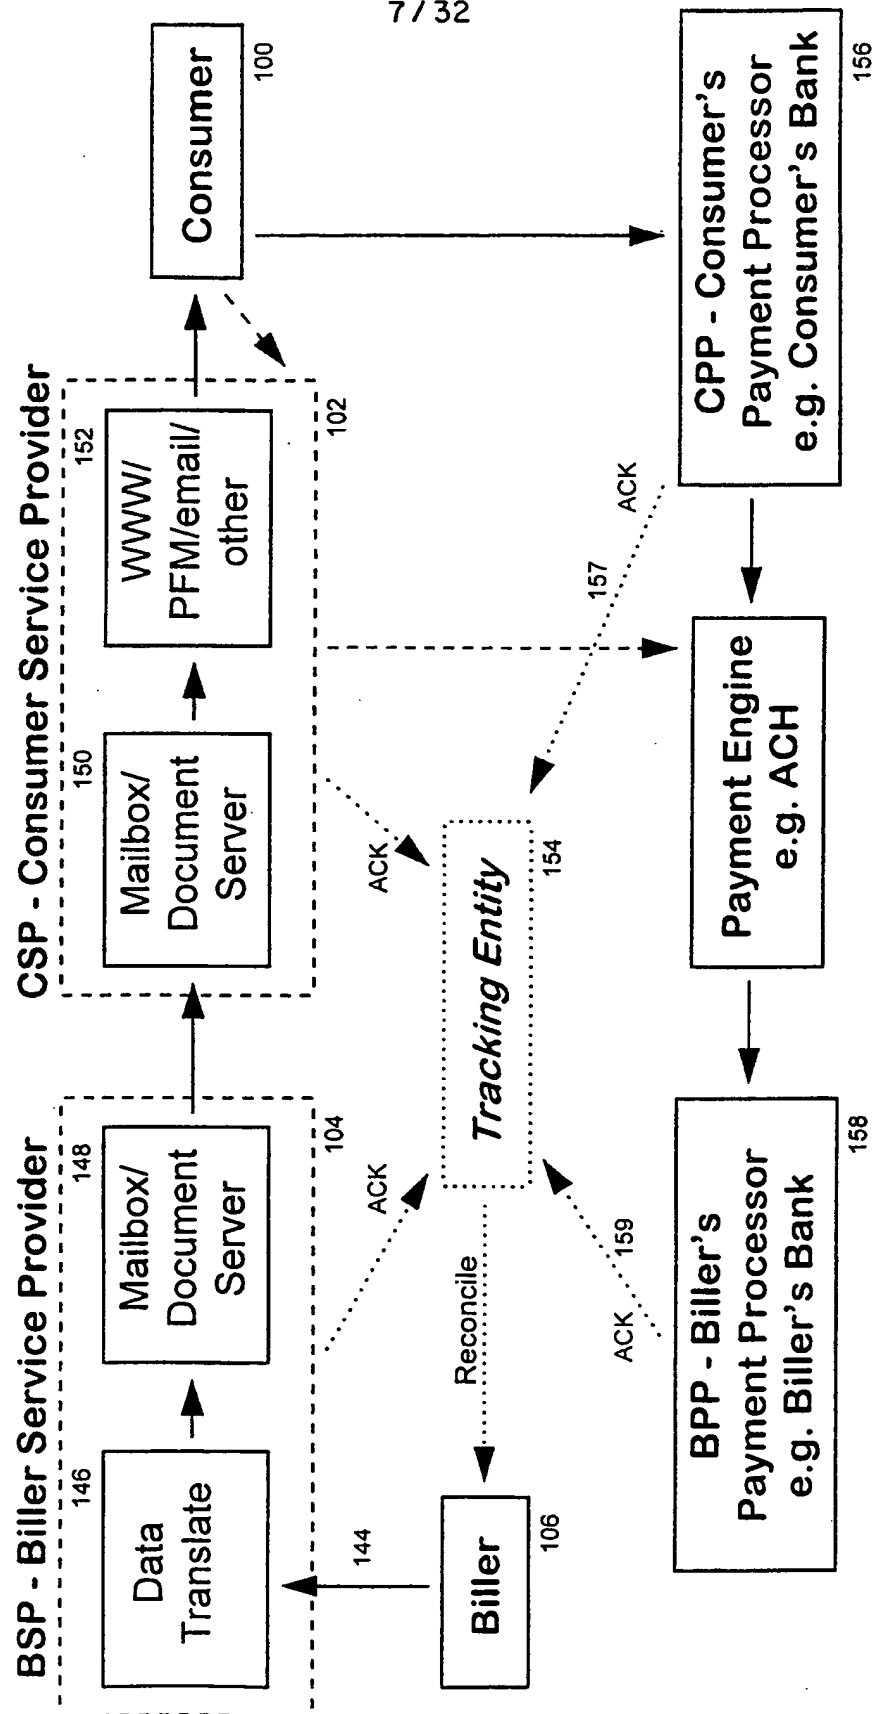 7/32
BSP - Biller Service Provider
146
Data
Translate
148
Mailbox/
Document
Server
104
CSP - Consumer Service Provider
150
Mailbox/
Document
Server
152
WWW/
PFM/email/
other
102
Consumer
100
144
Biller
106
Reconcile
ACK
Tracking Entity
154
ACK
ACK
159
ACK
157
BPP - Biller's
Payment Processor
e.g. Biller's Bank
158
Payment Engine
e.g. ACH
CPP - Consumer's
Payment Processor
e.g. Consumer's Bank
156